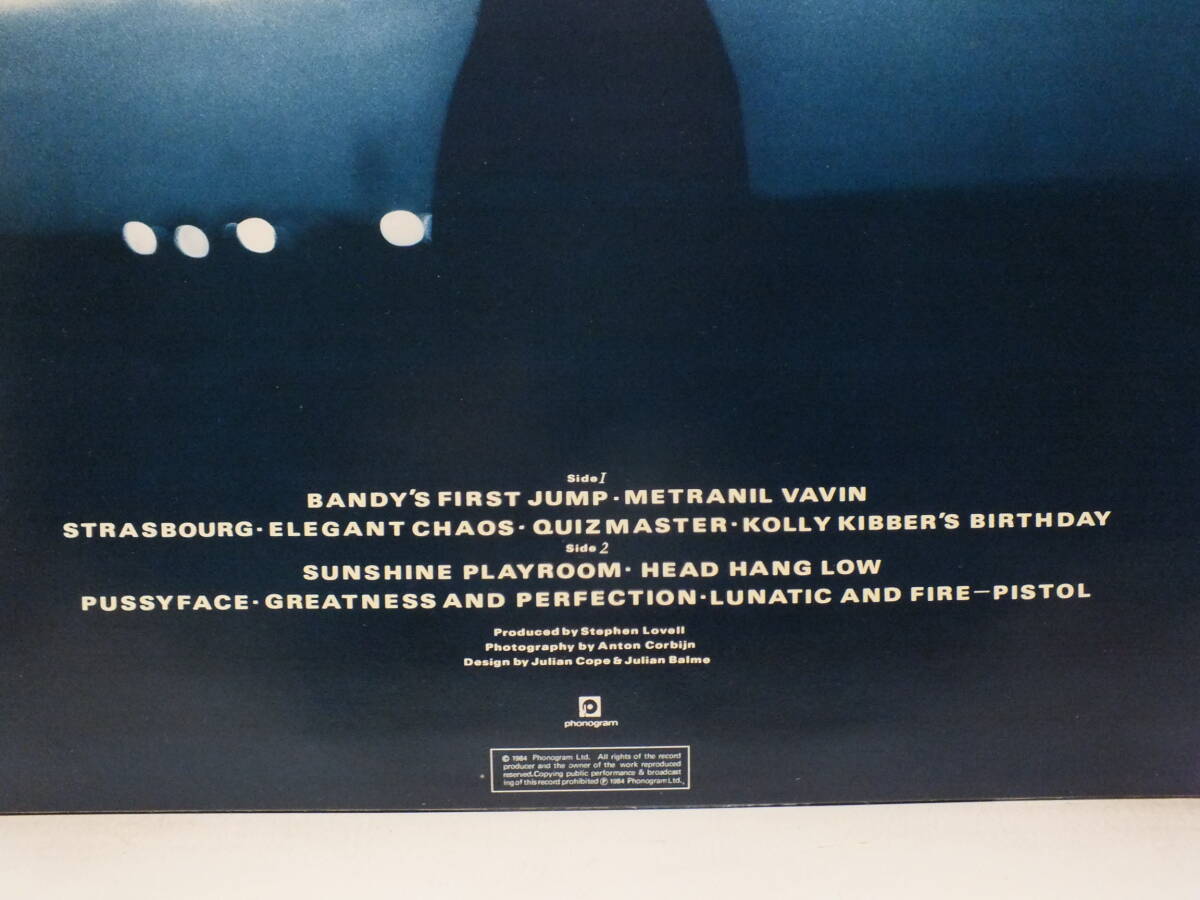 Side I
BANDY'S FIRST JUMP · METRANIL VAVIN
STRASBOURG · ELEGANT CHAOS · QUIZMASTER · KOLLY KIBBER'S BIRTHDAY
Side 2
SUNSHINE PLAYROOM · HEAD HANG LOW
PUSSYFACE · GREATNESS AND PERFECTION · LUNATIC AND FIRE—PISTOL
Produced by Stephen Lovell
Photography by Anton Corbijn
Design by Julian Cope & Julian Balme
phonogram
© 1984 Phonogram Ltd. All rights of the record
producer and the owner of the work reproduced
reserved.Copying public performance & broadcast
ing of this record prohibited ℗ 1984 Phonogram Ltd.